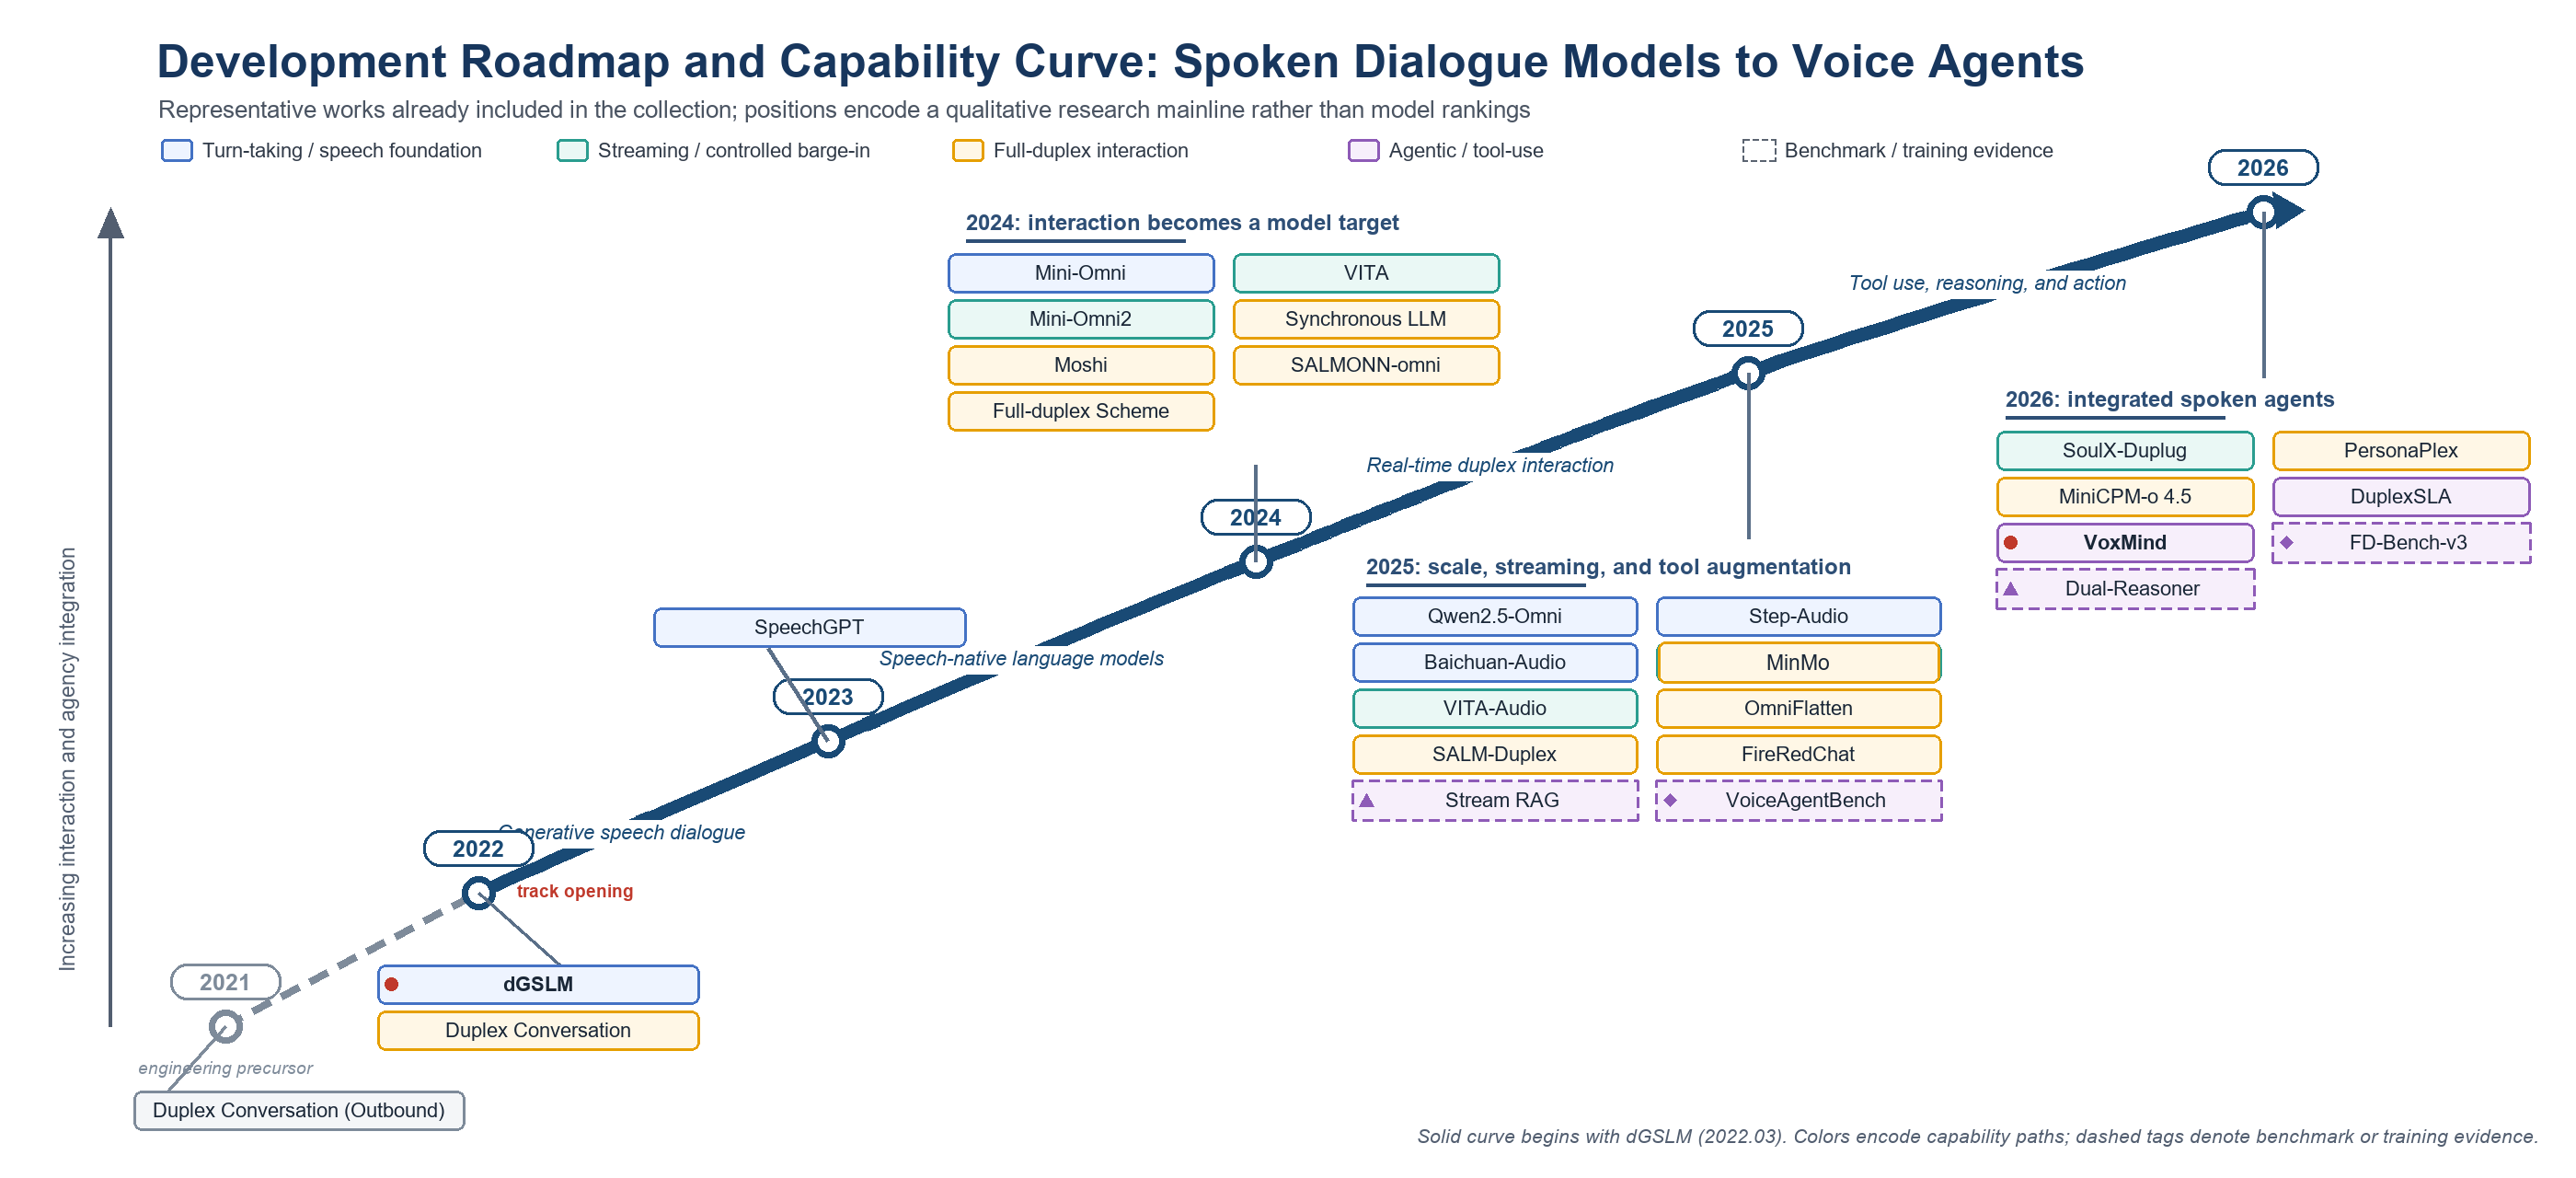 Development Roadmap and Capability Curve: Spoken Dialogue Models to Voice Agents
Representative works already included in the collection; positions encode a qualitative research mainline rather than model rankings
Turn-taking / speech foundation
Streaming / controlled barge-in
Full-duplex interaction
Agentic / tool-use
Benchmark / training evidence
2026
2024: interaction becomes a model target
Mini-Omni
VITA
Mini-Omni2
Synchronous LLM
Moshi
SALMONN-omni
Full-duplex Scheme
Tool use, reasoning, and action
2025
2026: integrated spoken agents
SoulX-Duplug
PersonaPlex
MiniCPM-o 4.5
DuplexSLA
VoxMind
FD-Bench-v3
Dual-Reasoner
Real-time duplex interaction
2024
2025: scale, streaming, and tool augmentation
Qwen2.5-Omni
Step-Audio
Baichuan-Audio
MinMo
VITA-Audio
OmniFlatten
SALM-Duplex
FireRedChat
Stream RAG
VoiceAgentBench
SpeechGPT
Speech-native language models
2023
Generative speech dialogue
2022
track opening
Increasing interaction and agency integration
2021
dGSLM
Duplex Conversation
engineering precursor
Duplex Conversation (Outbound)
Solid curve begins with dGSLM (2022.03). Colors encode capability paths; dashed tags denote benchmark or training evidence.